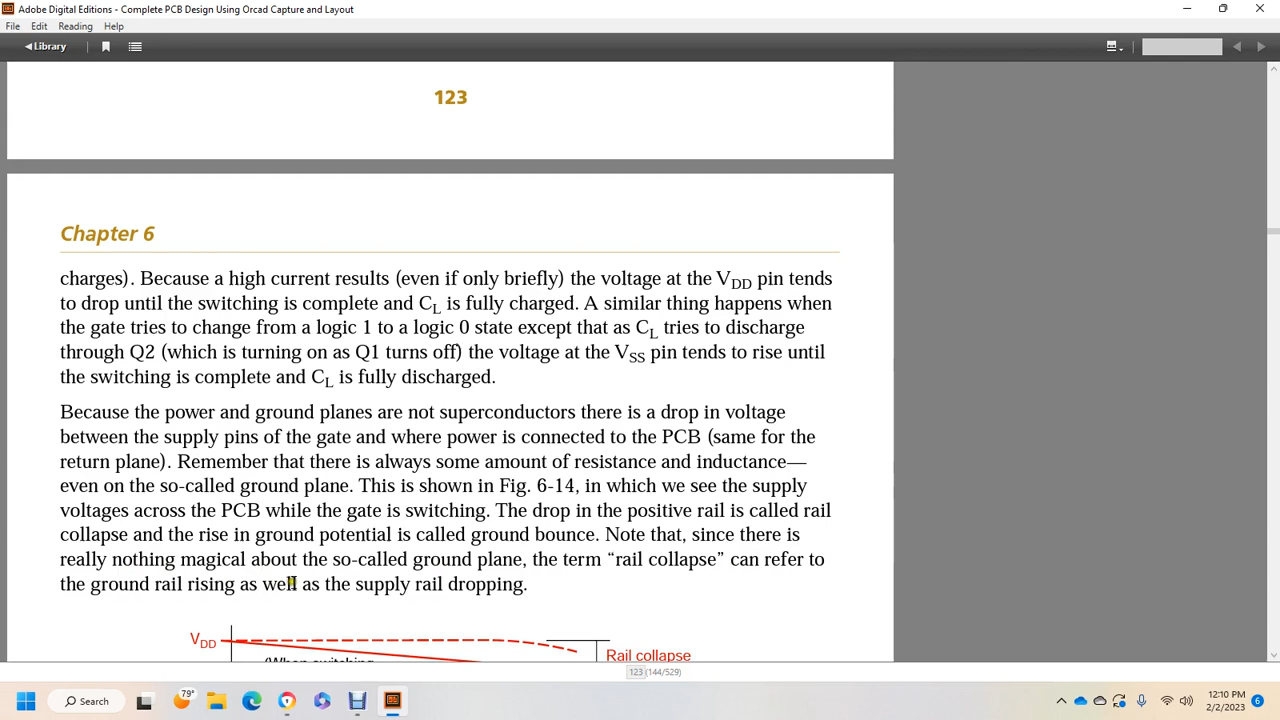 Adobe Digital Editions - Complete PCB Design Using Orcad Capture and Layout
File Edit Reading Help
Library
123
Chapter 6
charges). Because a high current results (even if only briefly) the voltage at the VDD pin tends
to drop until the switching is complete and CL is fully charged. A similar thing happens when
the gate tries to change from a logic 1 to a logic 0 state except that as CL tries to discharge
through Q2 (which is turning on as Q1 turns off) the voltage at the VSS pin tends to rise until
the switching is complete and CL is fully discharged.
Because the power and ground planes are not superconductors there is a drop in voltage
between the supply pins of the gate and where power is connected to the PCB (same for the
return plane). Remember that there is always some amount of resistance and inductance—
even on the so-called ground plane. This is shown in Fig. 6-14, in which we see the supply
voltages across the PCB while the gate is switching. The drop in the positive rail is called rail
collapse and the rise in ground potential is called ground bounce. Note that, since there is
really nothing magical about the so-called ground plane, the term “rail collapse” can refer to
the ground rail rising as well as the supply rail dropping.
VDD
(When switching
Rail collapse
123 (144/529)
Search
79°
12:10 PM
2/2/2023
6